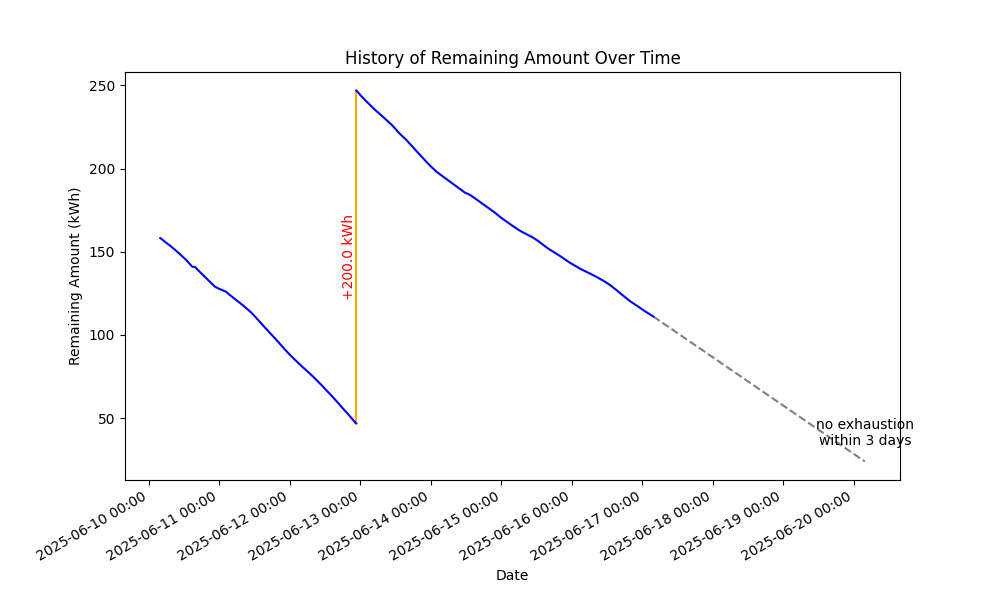 History of Remaining Amount Over Time
Remaining Amount (kWh)
250
200
150
100
50
+200.0 kWh
no exhaustion
within 3 days
2025-06-10 00:00
2025-06-11 00:00
2025-06-12 00:00
2025-06-13 00:00
2025-06-14 00:00
2025-06-15 00:00
2025-06-16 00:00
2025-06-17 00:00
2025-06-18 00:00
2025-06-19 00:00
2025-06-20 00:00
Date